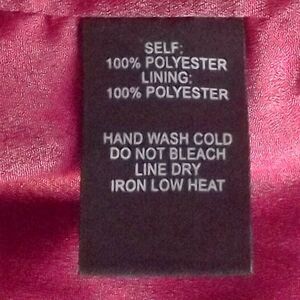 SELF:
100% POLYESTER
LINING:
100% POLYESTER
HAND WASH COLD
DO NOT BLEACH
LINE DRY
IRON LOW HEAT